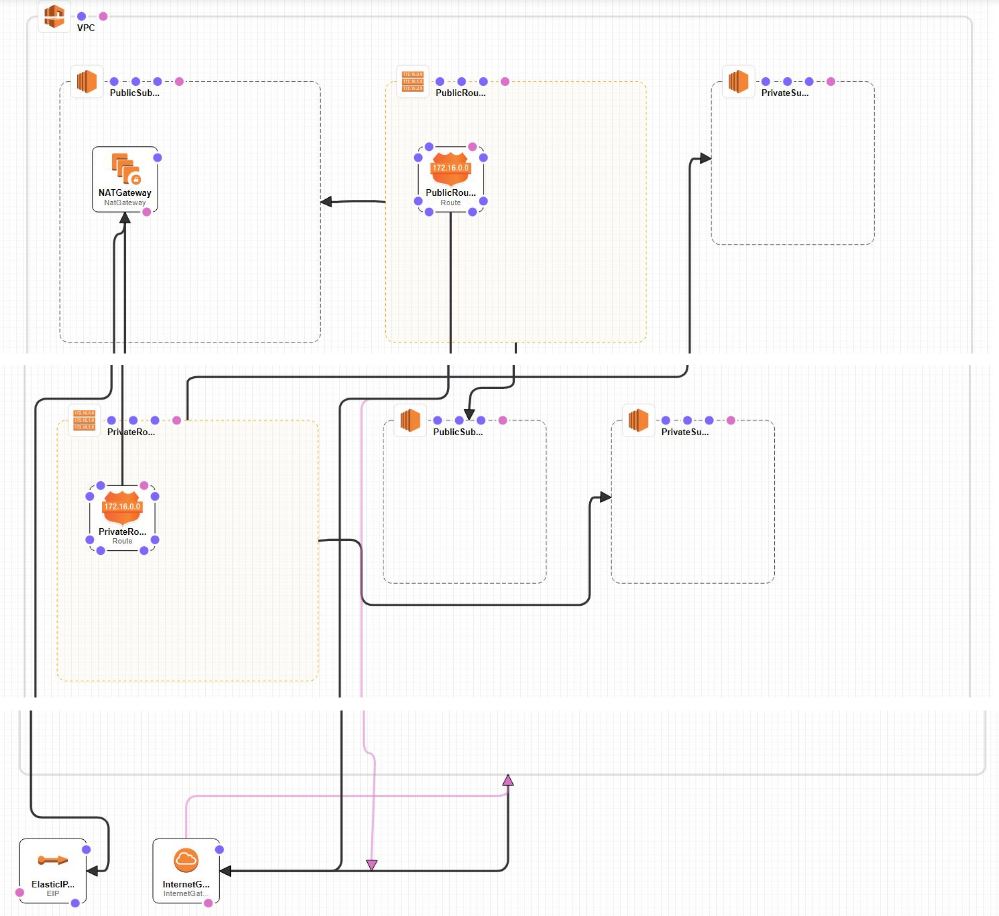 VPC
PublicSub...
PublicRou...
PrivateSu...
NATGateway
NatGateway
172.16.0.0
PublicRou...
Route
PrivateRo...
PublicSub...
PrivateSu...
172.16.0.0
PrivateRo...
Route
ElasticIP...
EIP
InternetG...
InternetGat...